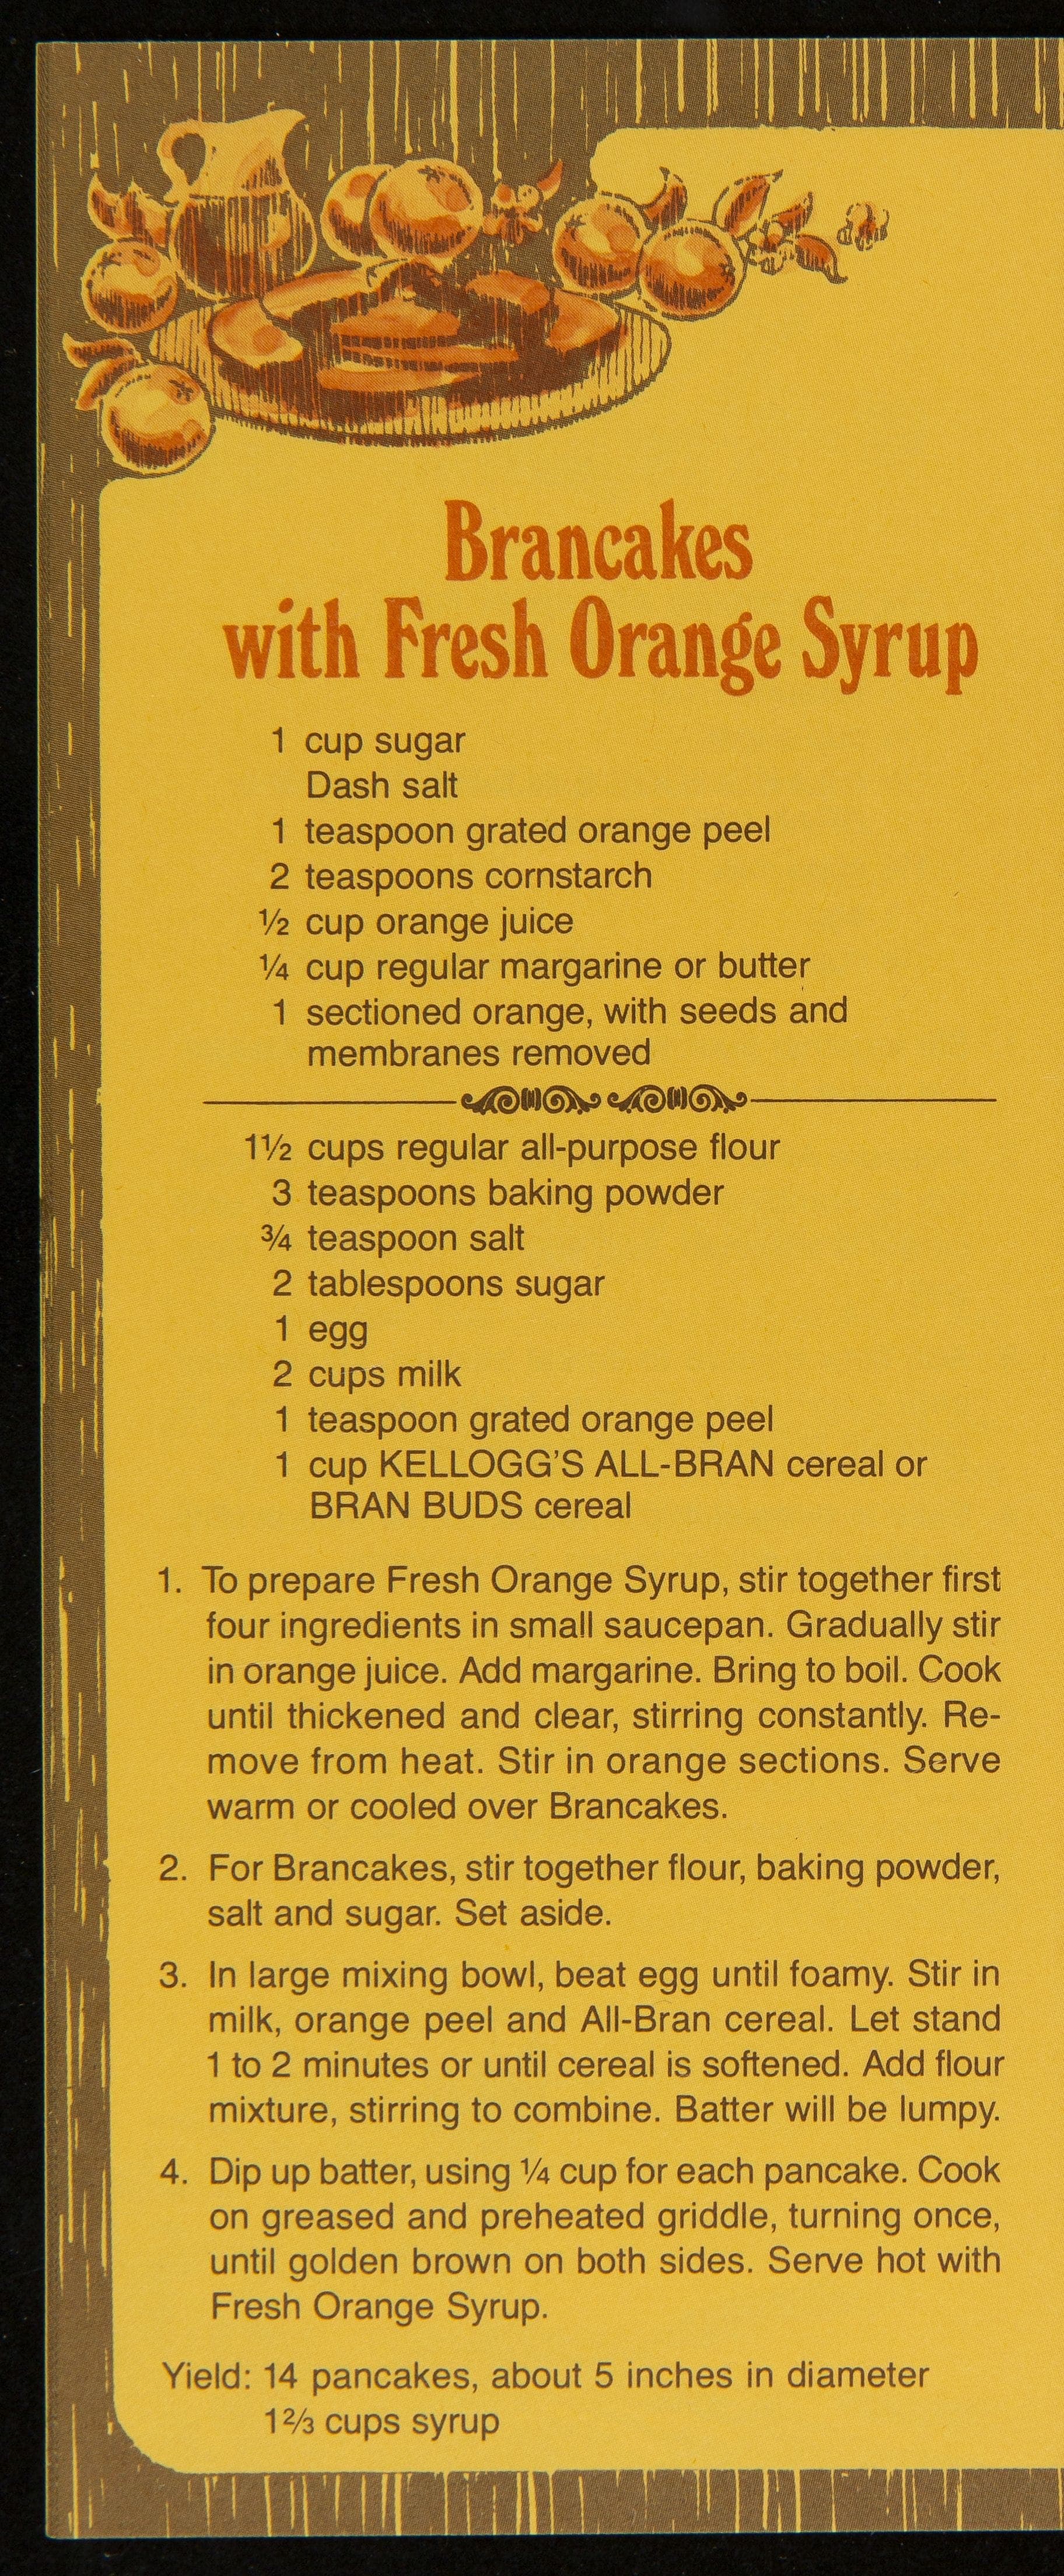 Brancakes
with Fresh Orange Syrup
1 cup sugar
Dash salt
1 teaspoon grated orange peel
2 teaspoons cornstarch
½ cup orange juice
¼ cup regular margarine or butter
1 sectioned orange, with seeds and
membranes removed
1½ cups regular all-purpose flour
3 teaspoons baking powder
¾ teaspoon salt
2 tablespoons sugar
1 egg
2 cups milk
1 teaspoon grated orange peel
1 cup KELLOGG'S ALL-BRAN cereal or
BRAN BUDS cereal
1. To prepare Fresh Orange Syrup, stir together first
four ingredients in small saucepan. Gradually stir
in orange juice. Add margarine. Bring to boil. Cook
until thickened and clear, stirring constantly. Re-
move from heat. Stir in orange sections. Serve
warm or cooled over Brancakes.
2. For Brancakes, stir together flour, baking powder,
salt and sugar. Set aside.
3. In large mixing bowl, beat egg until foamy. Stir in
milk, orange peel and All-Bran cereal. Let stand
1 to 2 minutes or until cereal is softened. Add flour
mixture, stirring to combine. Batter will be lumpy.
4. Dip up batter, using ¼ cup for each pancake. Cook
on greased and preheated griddle, turning once,
until golden brown on both sides. Serve hot with
Fresh Orange Syrup.
Yield: 14 pancakes, about 5 inches in diameter
1⅔ cups syrup